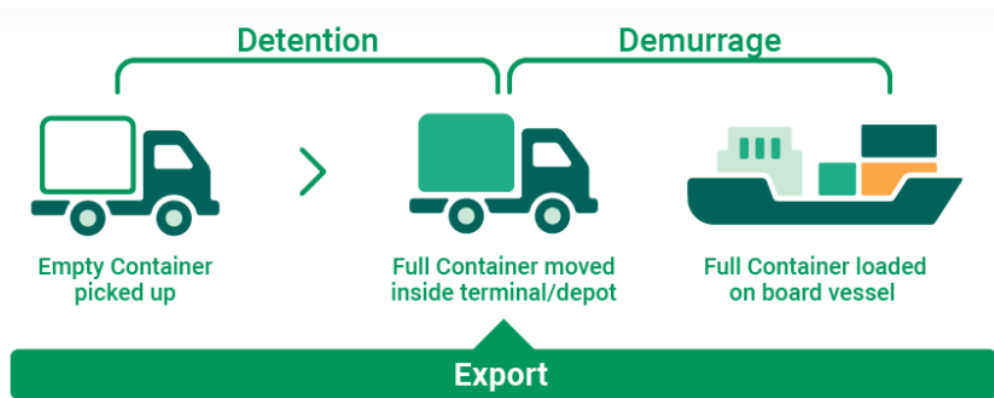 Detention
Demurrage
Empty Container
picked up
Full Container moved
inside terminal/depot
Full Container loaded
on board vessel
Export